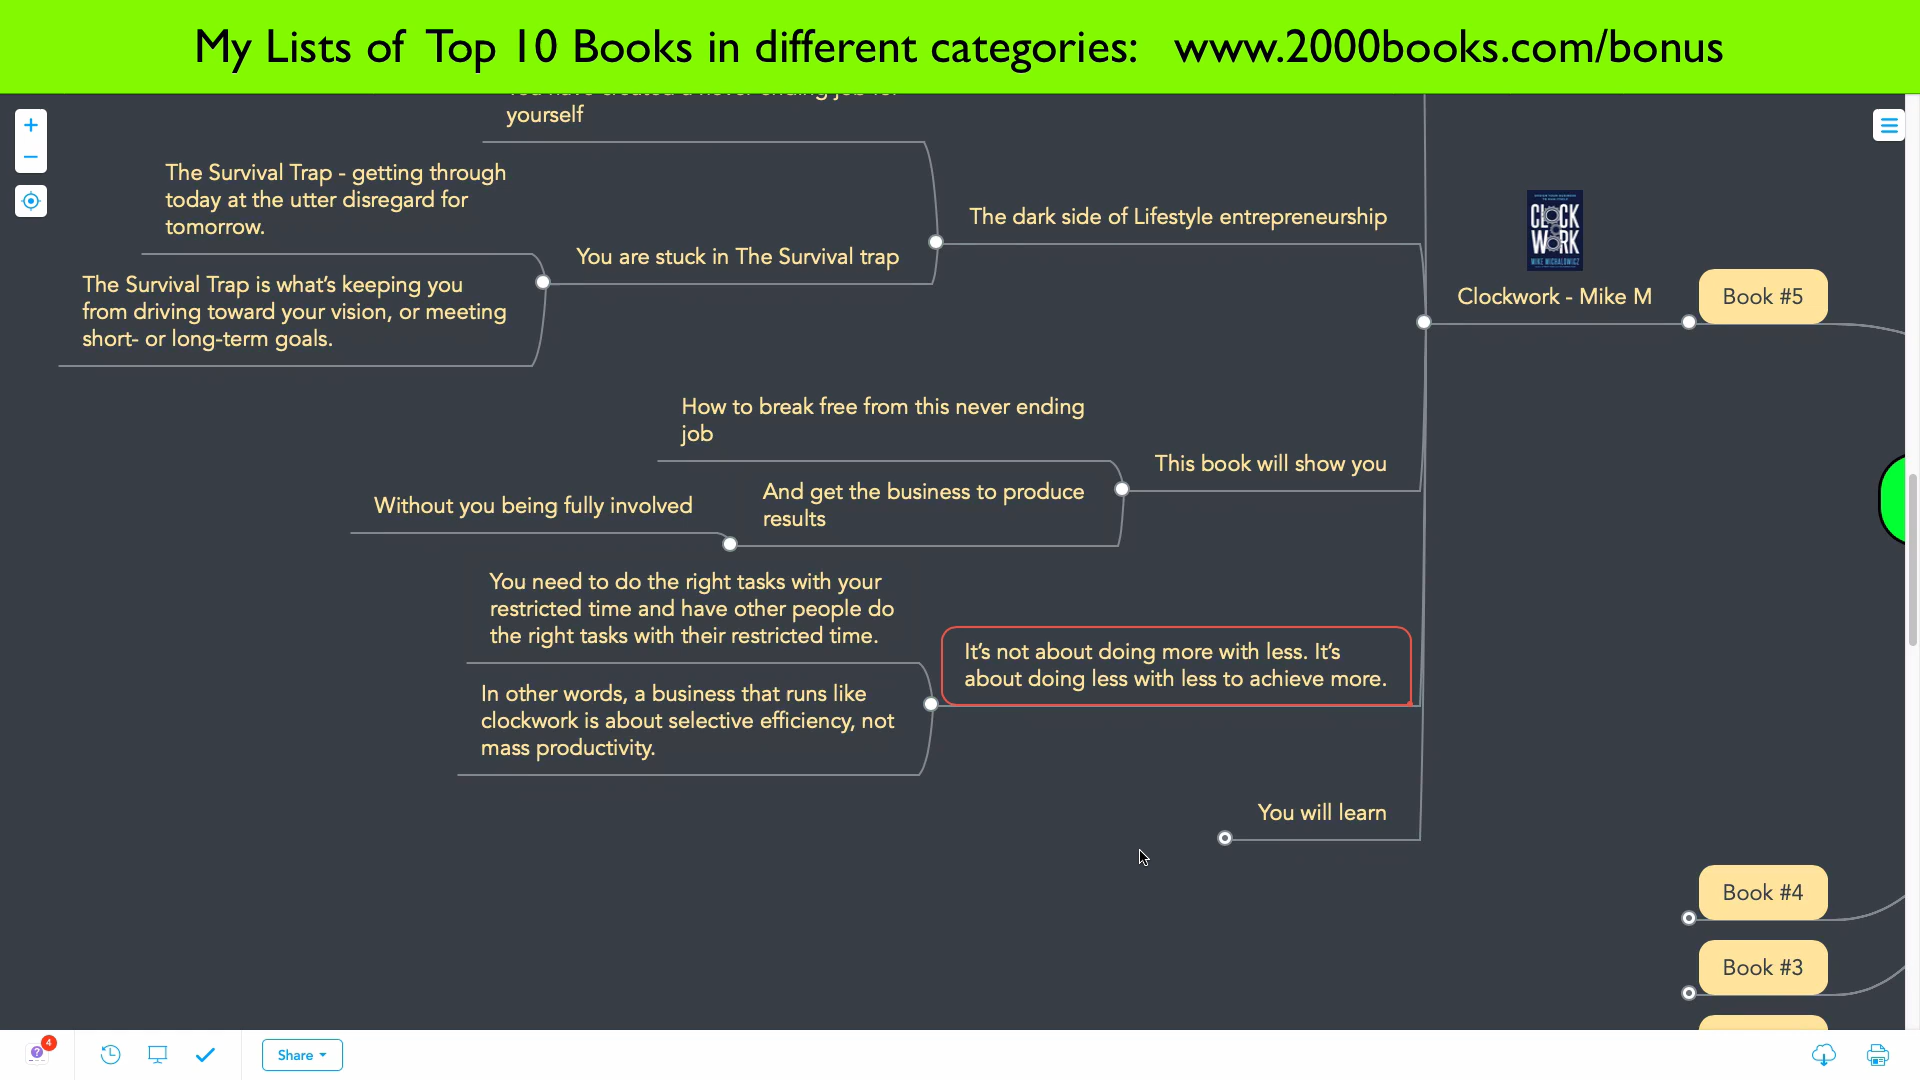 My Lists of Top 10 Books in different categories: www.2000books.com/bonus
yourself
The Survival Trap - getting through
today at the utter disregard for
tomorrow.
The dark side of Lifestyle entrepreneurship
You are stuck in The Survival trap
The Survival Trap is what’s keeping you
from driving toward your vision, or meeting
short- or long-term goals.
CLOCK
WORK
MIKE MICHALOWICZ
Clockwork - Mike M
Book #5
How to break free from this never ending
job
This book will show you
And get the business to produce
results
Without you being fully involved
You need to do the right tasks with your
restricted time and have other people do
the right tasks with their restricted time.
It’s not about doing more with less. It’s
about doing less with less to achieve more.
In other words, a business that runs like
clockwork is about selective efficiency, not
mass productivity.
You will learn
Book #4
Book #3
4
Share